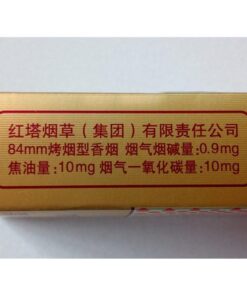 红塔烟草（集团）有限责任公司
84mm烤烟型香烟 烟气烟碱量:0.9mg
焦油量:10mg 烟气一氧化碳量:10mg